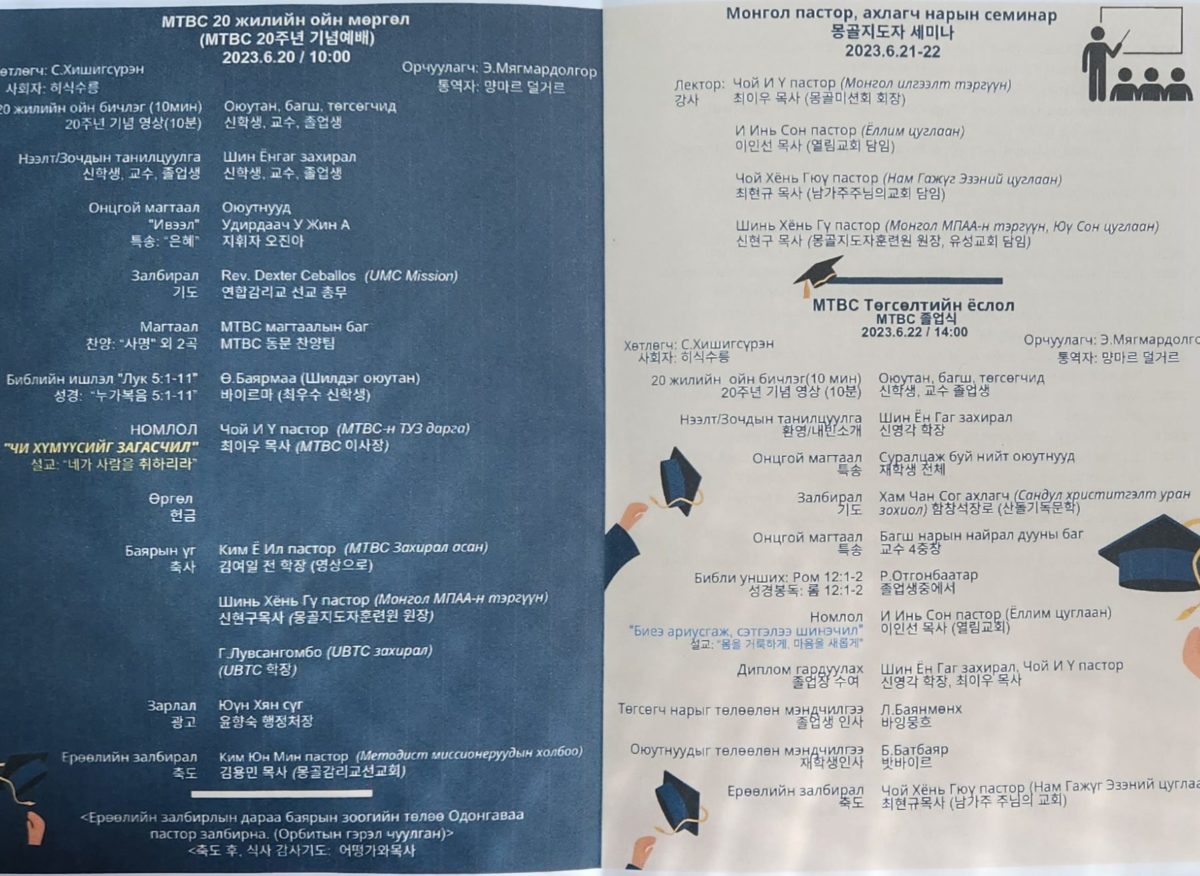 MTBC 20 жилийн ойн мөргөл
(MTBC 20주년 기념예배)
2023.6.20 / 10:00
С.Хишигсүрэн
Орчуулагч: Э.Мягмардолгор
사회자: 히식수릉
통역자: 먕마르 덜거르
20 жилийн ойн бичлэг (10мин) Оюутан, багш, төгсөгчид
20주년 기념 영상(10분) 신학생, 교수, 졸업생
Нээлт/Зочдын танилцуулга Шин Ёнгаг захирал
신학생, 교수, 졸업생 신학생, 교수, 졸업생
Онцгой магтаал Оюутнууд
"Ивээл" Удирдаач У Жин А
특송: "은혜" 지휘자 오진아
Залбирал Rev. Dexter Ceballos (UMC Mission)
기도 연합감리교 선교 총무
Магтаал MTBC магтаалын баг
찬양: "사명" 외 2곡 MTBC 동문 찬양팀
Библийн ишлэл "Лук 5:1-11" Ө.Баярмаа (Шилдэг оюутан)
성경: "누가복음 5:1-11" 바이르마 (최우수 신학생)
НОМЛОЛ Чой И Ү пастор (MTBC-н ТУЗ дарга)
"ЧИ ХҮМҮҮСИЙГ ЗАГАСЧИЛ" 최이우 목사 (MTBC 이사장)
설교: "네가 사람을 취하리라"
Өргөл
헌금
Баярын үг Ким Ё Ил пастор (MTBC Захирал асан)
축사 김여일 전 학장 (영상으로)
Шинь Хёнь Гү пастор (Монгол МПАА-н тэргүүн)
신현구목사 (몽골지도자훈련원 원장)
Г.Лувсангомбо (UBTC захирал)
(UBTC 학장)
Зарлал Юүн Хян сүг
광고 윤향숙 행정처장
Ерөөлийн залбирал Ким Юн Мин пастор (Методист миссионеруудын холбоо)
축도 김용민 목사 (몽골감리교선교회)
<Ерөөлийн залбирлын дараа баярын зоогийн төлөө Одонгаваа
пастор залбирна. (Орбитын гэрэл чуулган)>
<축도 후, 식사 감사기도: 어떵가와목사
Монгол пастор, ахлагч нарын семинар
몽골지도자 세미나
2023.6.21-22
Лектор: Чой И Ү пастор (Монгол илгээлт тэргүүн)
강사 최이우 목사 (몽골미션회 회장)
И Инь Сон пастор (Ёллим цуглаан)
이인선 목사 (열림교회 담임)
Чой Хёнь Гюү пастор (Нам Гажүг Эзэний цуглаан)
최현규 목사 (남가주주님의교회 담임)
Шинь Хёнь Гү пастор (Монгол МПАА-н тэргүүн, Юү Сон цуглаан)
신현구 목사 (몽골지도자훈련원 원장, 유성교회 담임)
MTBC Төгсөлтийн ёслол
MTBC 졸업식
2023.6.22 / 14:00
Хөтлөгч: С.Хишигсүрэн
Орчуулагч: Э.Мягмардолго
사회자: 히식수릉
통역자: 먕마르 덜거르
20 жилийн ойн бичлэг(10 мин) Оюутан, багш, төгсөгчид
20주년 기념 영상 (10분) 신학생, 교수 졸업생
Нээлт/Зочдын танилцуулга Шин Ён Гаг захирал
환영/내빈소개 신영각 학장
Онцгой магтаал Суралцаж буй нийт оюутнууд
특송 재학생 전체
Залбирал Хам Чан Сог ахлагч (Сандул христитгэлт уран
기도 зохиол) 함창석장로 (산돌기독문학)
Онцгой магтаал Багш нарын найрал дууны баг
특송 교수 4중창
Библи унших: Ром 12:1-2 Р.Отгонбаатар
성경봉독: 롬 12:1-2 졸업생중에서
Номлол И Инь Сон пастор (Ёллим цуглаан)
"Биеэ ариусгаж, сэтгэлээ шинэчил" 이인선 목사 (열림교회)
설교: "몸을 거룩하게, 마음을 새롭게"
Диплом гардуулах Шин Ён Гаг захирал, Чой И Ү пастор
졸업장 수여 신영각 학장, 최이우 목사
Төгсөгч нарыг төлөөлөн мэндчилгээ Л.Баянмөнх
졸업생 인사 바잉뭉흐
Оюутнуудыг төлөөлөн мэндчилгээ Б.Батбаяр
재학생인사 밧바이르
Ерөөлийн залбирал Чой Хёнь Гюү пастор (Нам Гажүг Эзэний цуглаа
축도 최현규목사 (남가주 주님의 교회)